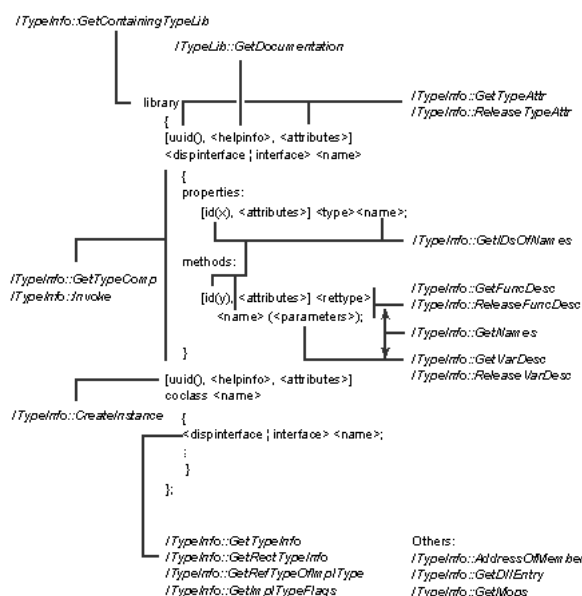 ITypeInfo::GetContainingTypeLib
ITypeLib::GetDocumentation
library
ITypeInfo::GetTypeAttr
ITypeInfo::ReleaseTypeAttr
{
[uuid(), <helpinfo>, <attributes>]
<dispinterface ¦ interface> <name>
{
properties:
[id(x), <attributes>] <type><name>;
ITypeInfo::GetIDsOfNames
methods:
ITypeInfo::GetTypeComp
ITypeInfo::Invoke
[id(y), <attributes> <rettype>
<name> (<parameters>);
ITypeInfo::GetFuncDesc
ITypeInfo::ReleaseFuncDesc
ITypeInfo::GetNames
}
ITypeInfo::GetVarDesc
ITypeInfo::ReleaseVarDesc
[uuid(), <helpinfo>, <attributes>]
coclass <name>
ITypeInfo::CreateInstance
{
<dispinterface ¦ interface> <name>;
:
}
};
ITypeInfo::GetTypeInfo
ITypeInfo::GetRectTypeInfo
ITypeInfo::GetRefTypeOfImplType
ITypeInfo::GetImplTypeFlags
Others:
ITypeInfo::AddressOfMember
ITypeInfo::GetDllEntry
ITypeInfo::GetMops